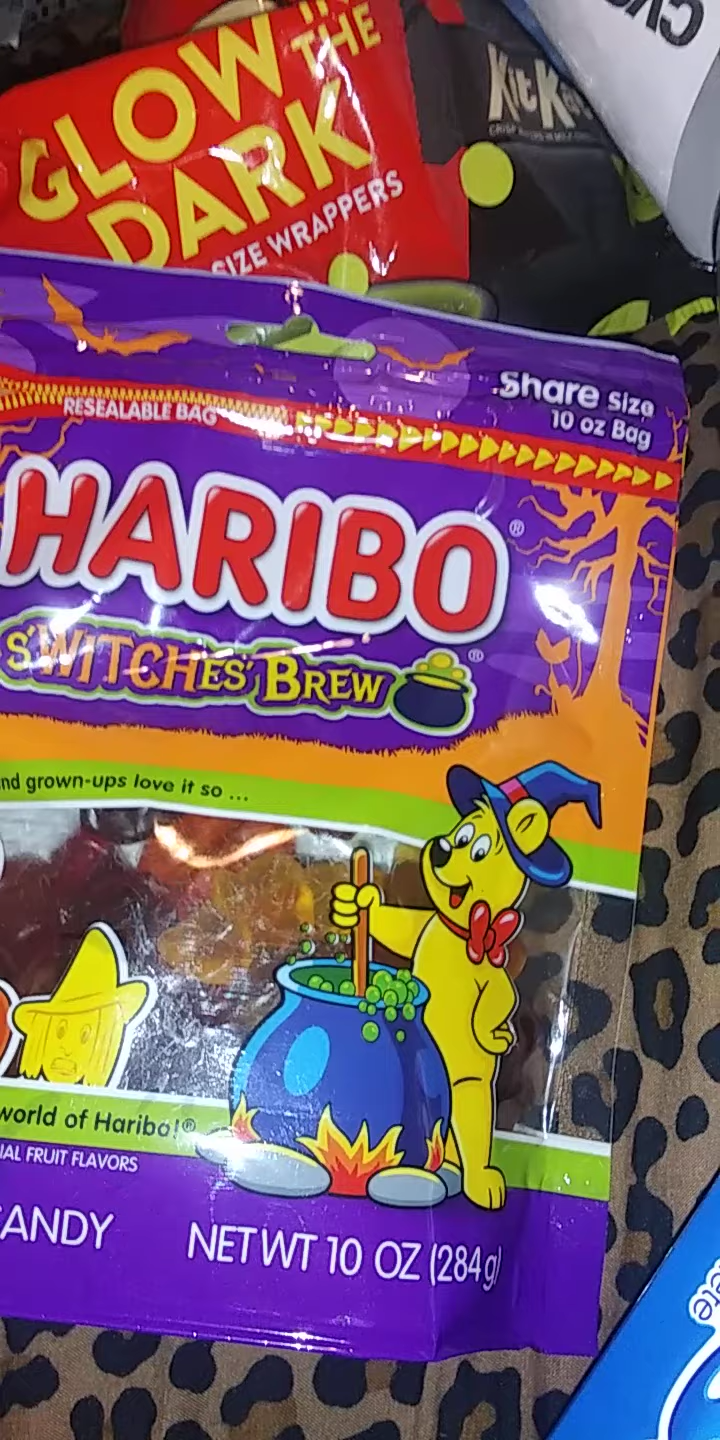 GLOW
IN
THE
DARK
SIZE WRAPPERS
KitKat
Share Size
10 oz Bag
RESEALABLE BAG
HARIBO®
S'WITCHES' BREW®
nd grown-ups love it so ...
world of Haribo!®
IAL FRUIT FLAVORS
CANDY
NET WT 10 OZ (284g)